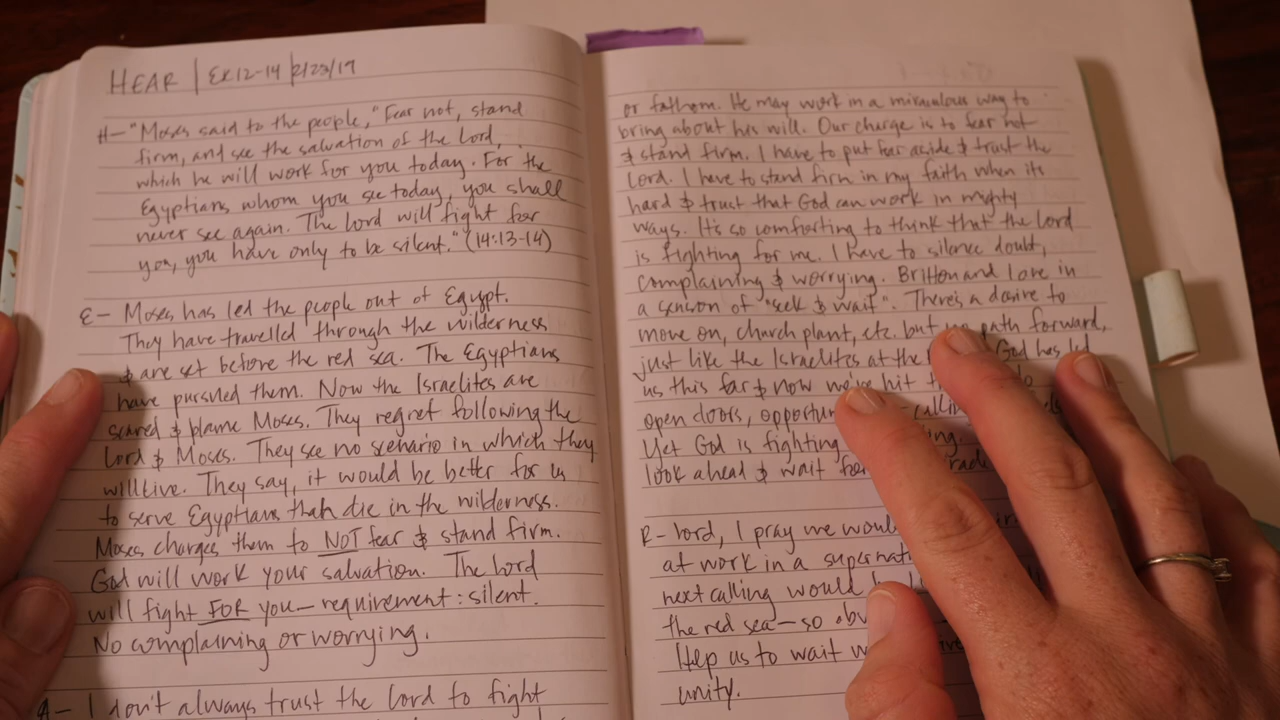 HEAR | EX 12-14 | 2/23/19
H- "Moses said to the people, "Fear not, stand
firm, and see the salvation of the Lord,
which he will work for you today. For the
Egyptians whom you see today, you shall
never see again. The Lord will fight for
you, you have only to be silent." (14:13-14)
E- Moses has led the people out of Egypt.
They have travelled through the wilderness
& are set before the red sea. The Egyptians
have pursued them. Now the Israelites are
scared & blame Moses. They regret following the
Lord & Moses. They see no scenario in which they
will live. They say, it would be better for us
to serve Egyptians than die in the wilderness.
Moses charges them to NOT fear & stand firm.
God will work your salvation. The Lord
will fight FOR you- requirement: silent.
No complaining or worrying.
A- I don't always trust the Lord to fight
or fathom. He may work in a miraculous way to
bring about his will. Our charge is to fear not
& stand firm. I have to put fear aside & trust the
Lord. I have to stand firm in my faith when its
hard & trust that God can work in mighty
ways. It's so comforting to think that the Lord
is fighting for me. I have to silence doubt,
complaining & worrying. Britton and I are in
a season of "seek & wait". There's a desire to
move on, church plant, etc. but no path forward,
just like the Israelites at the God has led
us this far & now we've hit
open doors,
Yet God is fighting
look ahead & wait
R- Lord, I pray we
at work in a
next calling would
the red sea- so
Help us to wait
unity.